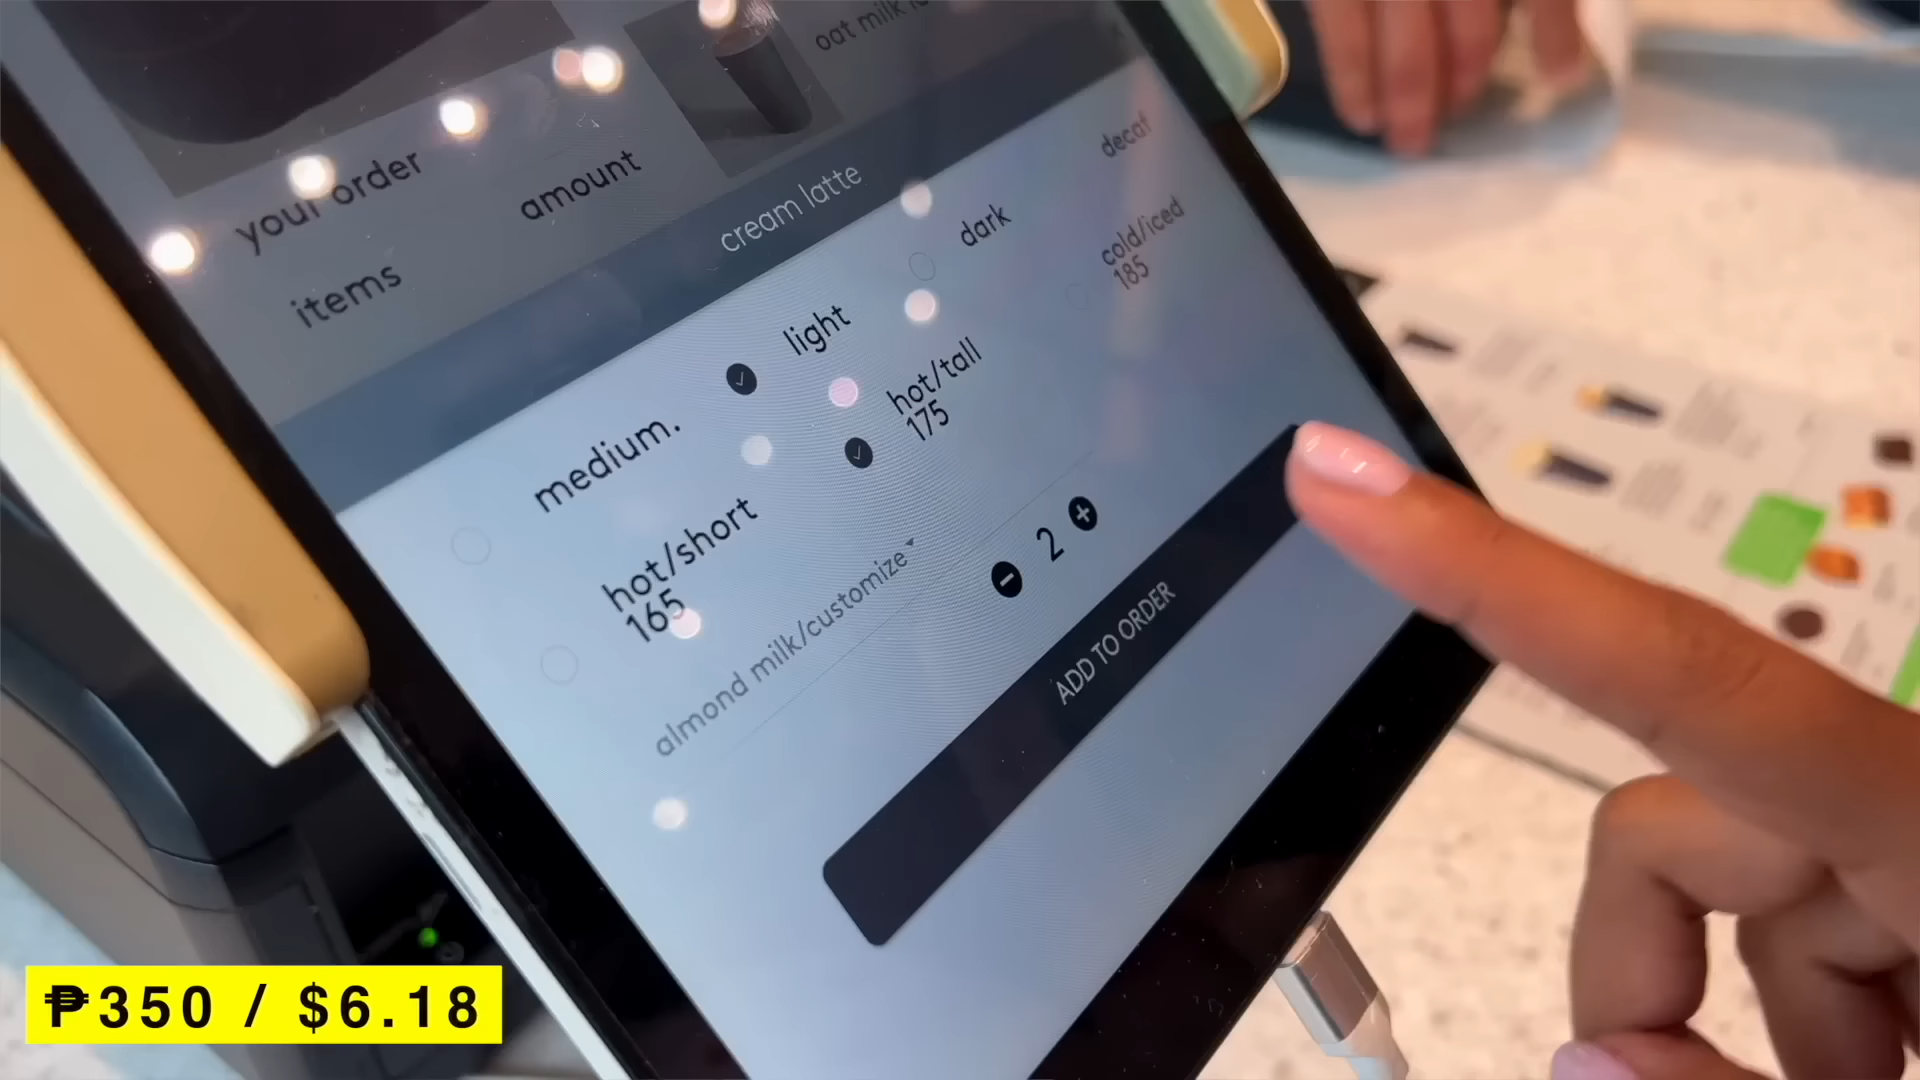 oat milk
your order
amount
items
cream latte
medium.
light
dark
decaf
hot/short
165
hot/tall
175
cold/iced
185
almond milk/customize
2
ADD TO ORDER
₱350 / $6.18